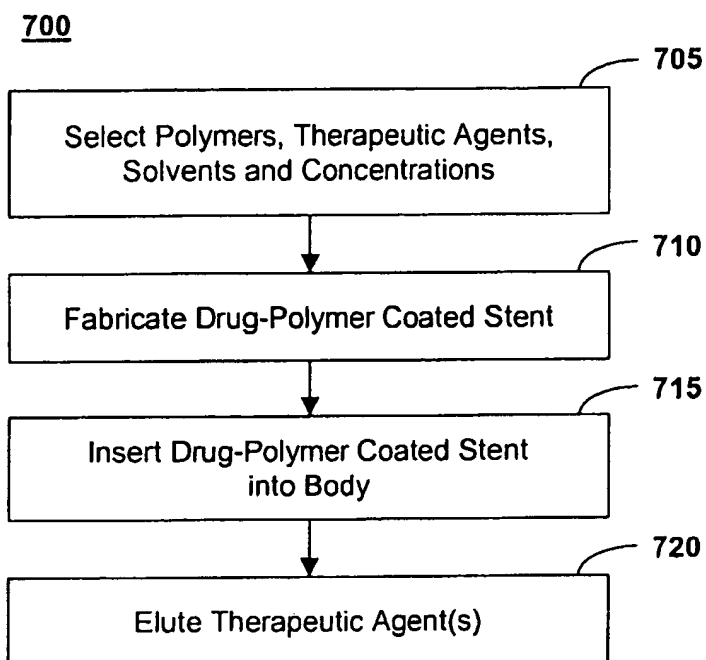 700
705
Select Polymers, Therapeutic Agents,
Solvents and Concentrations
710
Fabricate Drug-Polymer Coated Stent
715
Insert Drug-Polymer Coated Stent
into Body
720
Elute Therapeutic Agent(s)